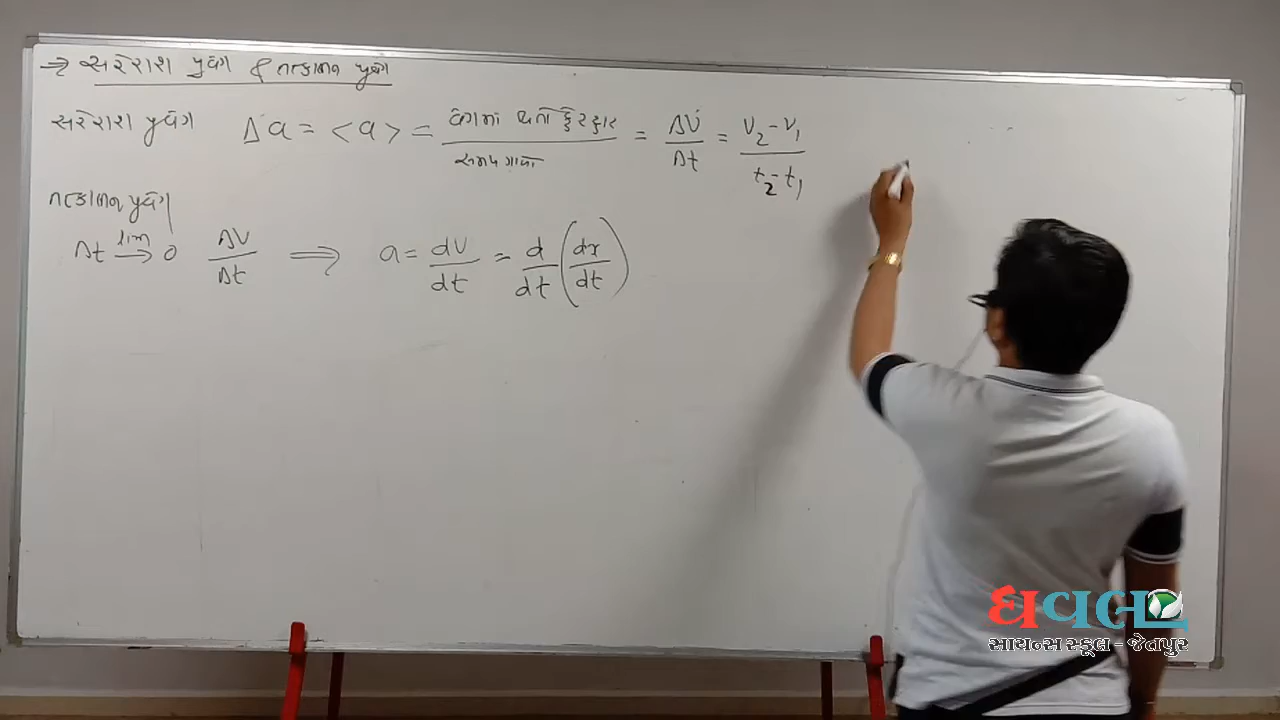 → સરેરાશ પ્રવેગ & તત્કાલિન પ્રવેગ
સરેરાશ પ્રવેગ Δa = <a> = વેગમાં થતો ફેરફાર / સમયગાળો = ΔV / Δt = V₂-V₁ / t₂-t₁
તત્કાલિન પ્રવેગ
Δt lim→ 0 ΔV / Δt ⟹ a = dV / dt = d / dt (dx / dt)
ધવલ
સાયન્સ સ્કૂલ - જેતપુર